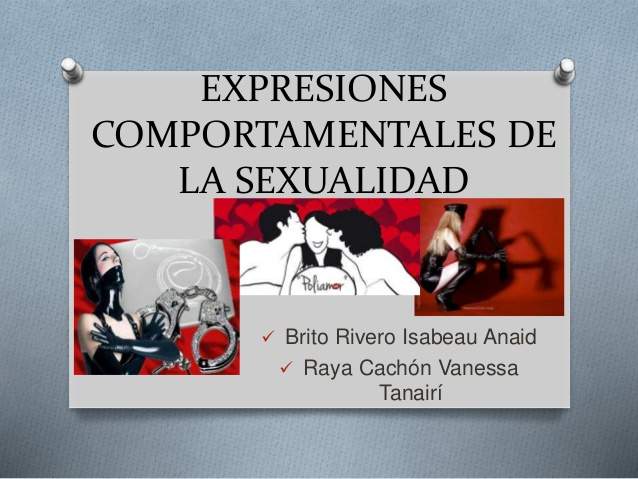 EXPRESIONES
COMPORTAMENTALES DE
LA SEXUALIDAD
"Poliamor"
✓ Brito Rivero Isabeau Anaid
✓ Raya Cachón Vanessa
Tanairí